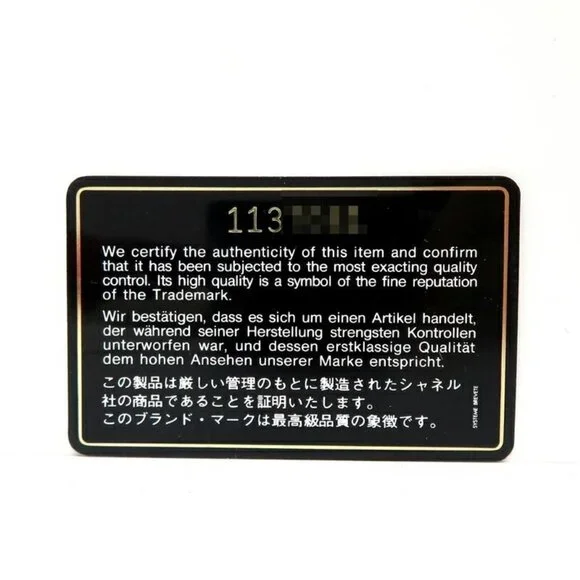 113
We certify the authenticity of this item and confirm
that it has been subjected to the most exacting quality
control. Its high quality is a symbol of the fine reputation
of the Trademark.
Wir bestätigen, dass es sich um einen Artikel handelt,
der während seiner Herstellung strengsten Kontrollen
unterworfen war, und dessen erstklassige Qualität
dem hohen Ansehen unserer Marke entspricht.
この製品は厳しい管理のもとに製造されたシャネル
社の商品であることを証明いたします。
このブランド・マークは最高級品質の象徴です。
SYSTEME BREVETE